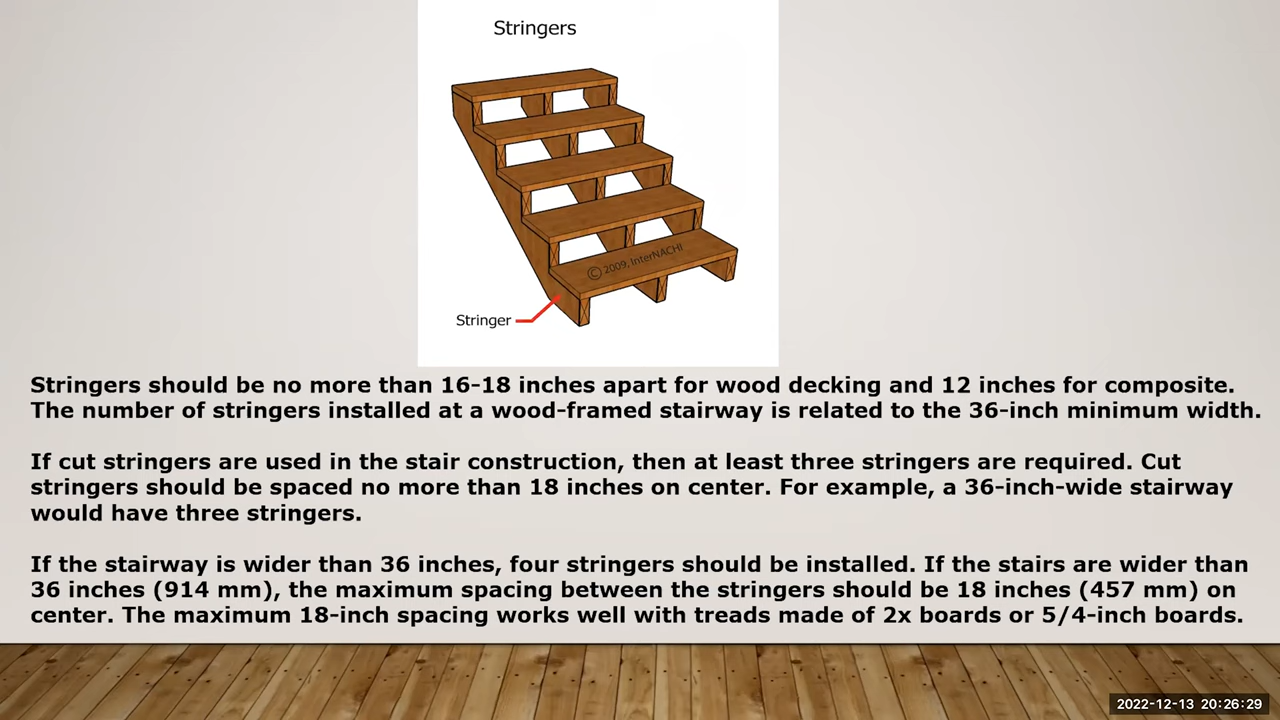 Stringers
© 2009, InterNACHI
Stringer
Stringers should be no more than 16-18 inches apart for wood decking and 12 inches for composite.
The number of stringers installed at a wood-framed stairway is related to the 36-inch minimum width.
If cut stringers are used in the stair construction, then at least three stringers are required. Cut
stringers should be spaced no more than 18 inches on center. For example, a 36-inch-wide stairway
would have three stringers.
If the stairway is wider than 36 inches, four stringers should be installed. If the stairs are wider than
36 inches (914 mm), the maximum spacing between the stringers should be 18 inches (457 mm) on
center. The maximum 18-inch spacing works well with treads made of 2x boards or 5/4-inch boards.
2022-12-13 20:26:29